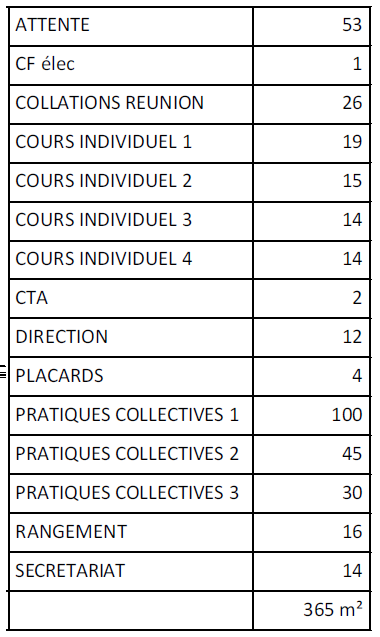 ATTENTE 53
CF élec 1
COLLATIONS REUNION 26
COURS INDIVIDUEL 1 19
COURS INDIVIDUEL 2 15
COURS INDIVIDUEL 3 14
COURS INDIVIDUEL 4 14
CTA 2
DIRECTION 12
PLACARDS 4
PRATIQUES COLLECTIVES 1 100
PRATIQUES COLLECTIVES 2 45
PRATIQUES COLLECTIVES 3 30
RANGEMENT 16
SECRETARIAT 14
365 m²